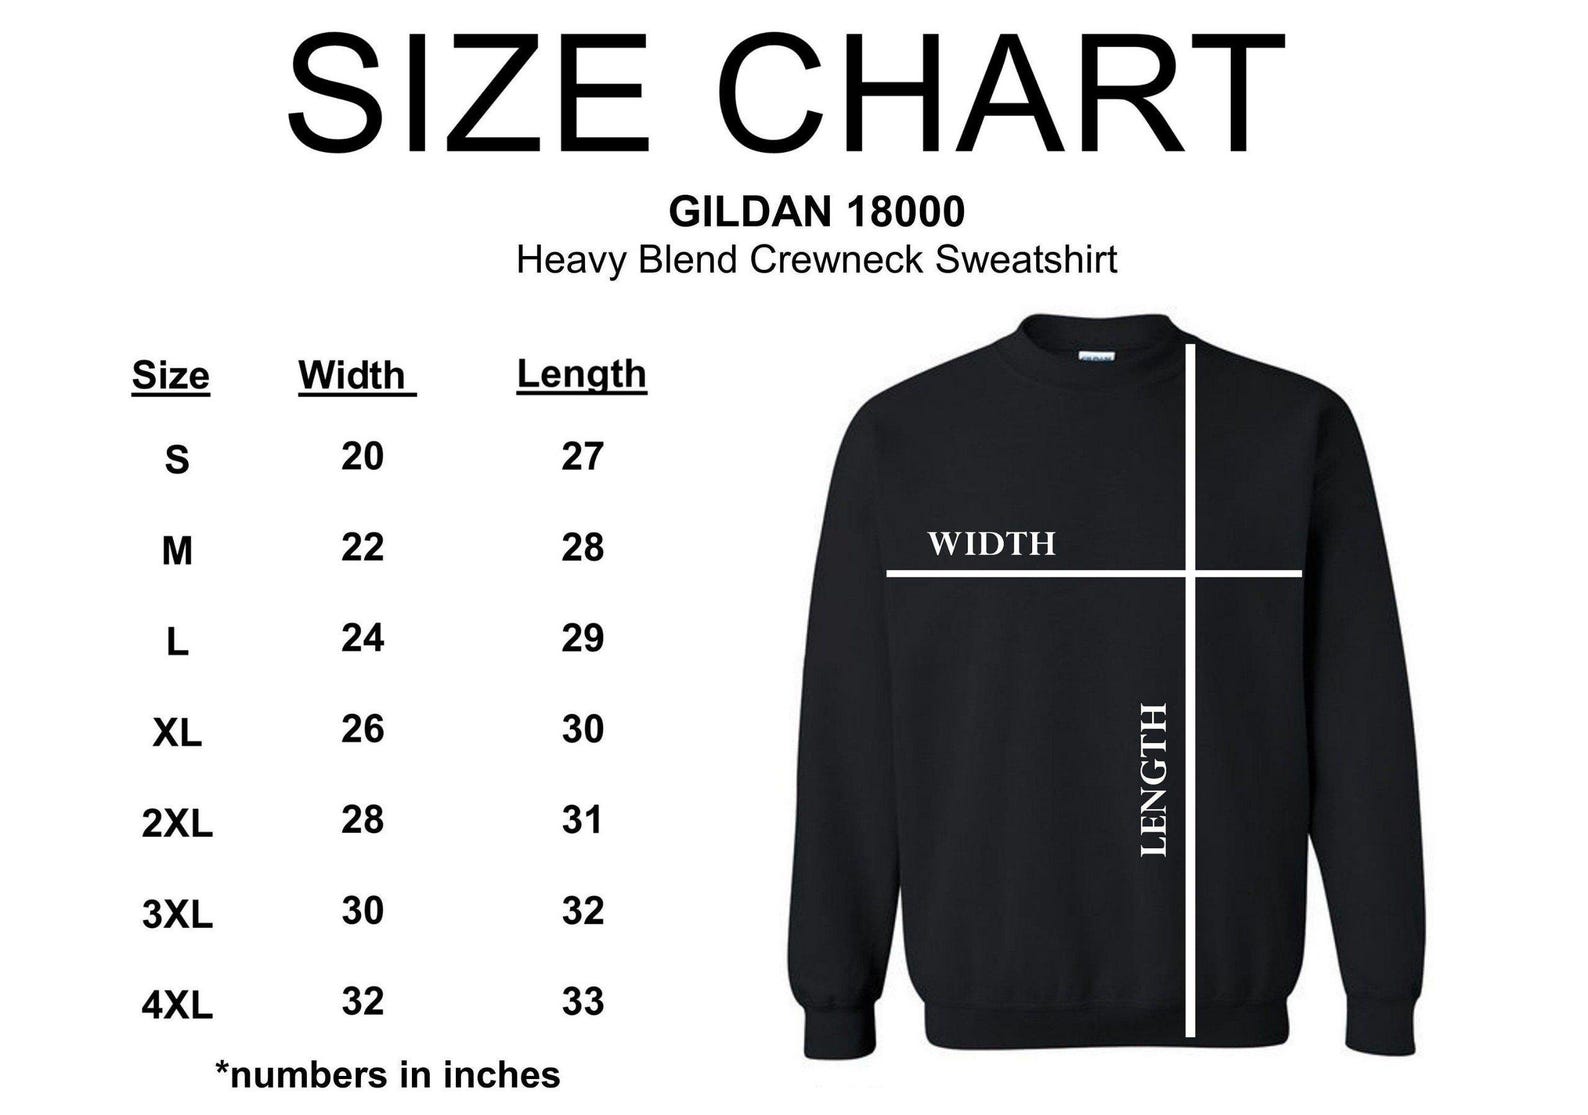 SIZE CHART
GILDAN 18000
Heavy Blend Crewneck Sweatshirt
Size Width Length
S 20 27
M 22 28
L 24 29
XL 26 30
2XL 28 31
3XL 30 32
4XL 32 33
*numbers in inches
GILDAN
WIDTH
LENGTH